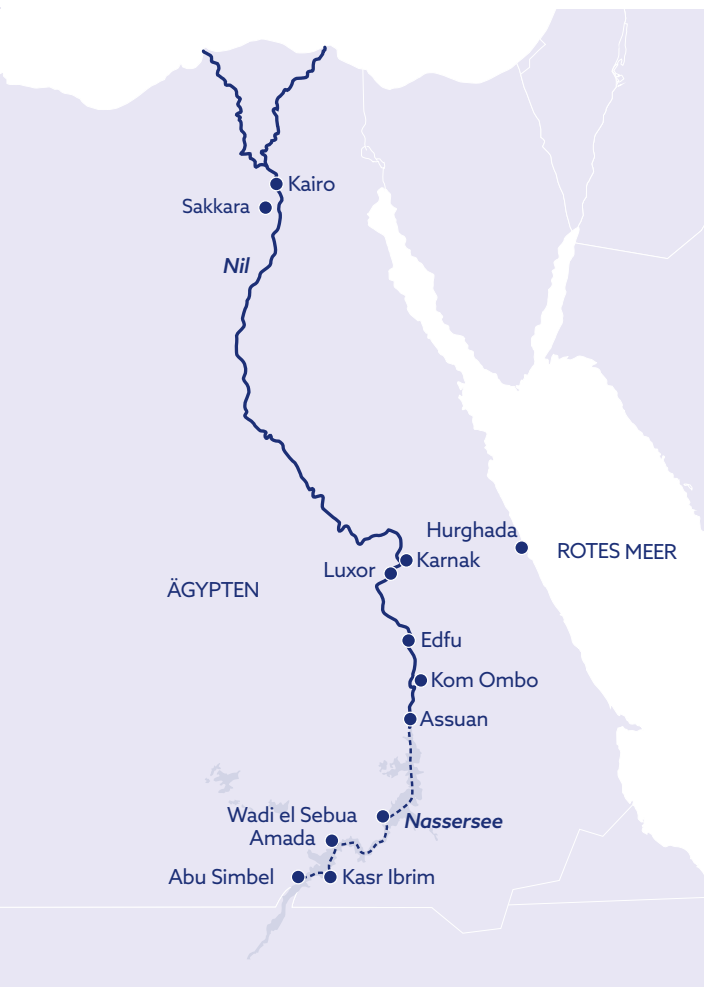 Kairo
Sakkara
Nil
Hurghada
ROTES MEER
Karnak
Luxor
ÄGYPTEN
Edfu
Kom Ombo
Assuan
Wadi el Sebua
Nassersee
Amada
Abu Simbel
Kasr Ibrim